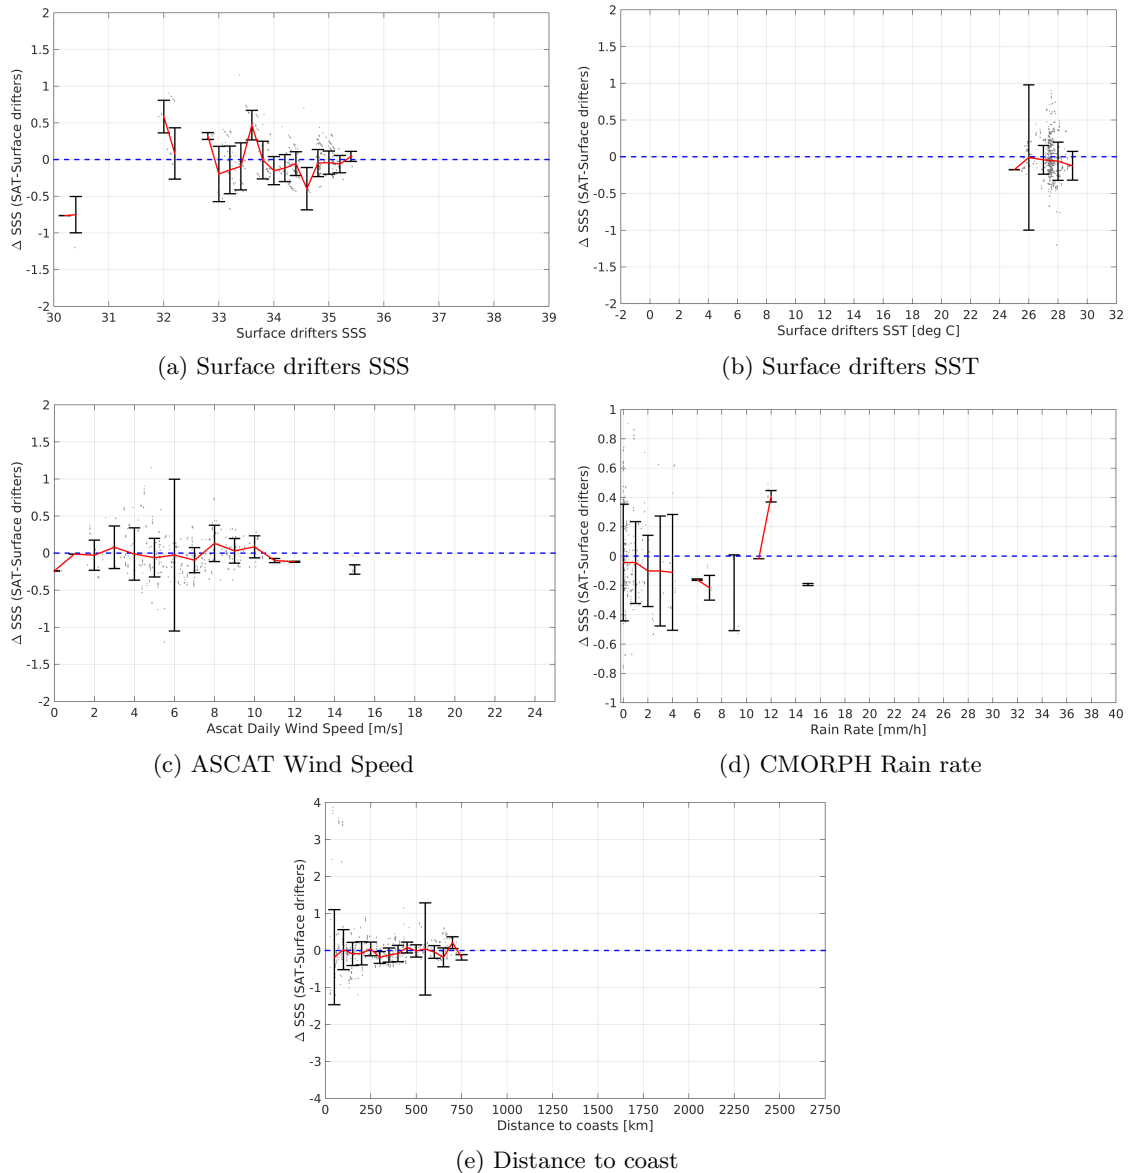 2
1.5
1
0.5
0
-0.5
-1
-1.5
-2
Δ SSS (SAT-Surface drifters)
30 31 32 33 34 35 36 37 38 39
Surface drifters SSS
(a) Surface drifters SSS
2
1.5
1
0.5
0
-0.5
-1
-1.5
-2
Δ SSS (SAT-Surface drifters)
-2 0 2 4 6 8 10 12 14 16 18 20 22 24 26 28 30 32
Surface drifters SST [deg C]
(b) Surface drifters SST
2
1.5
1
0.5
0
-0.5
-1
-1.5
-2
Δ SSS (SAT-Surface drifters)
0 2 4 6 8 10 12 14 16 18 20 22 24
Ascat Daily Wind Speed [m/s]
(c) ASCAT Wind Speed
1
0.8
0.6
0.4
0.2
0
-0.2
-0.4
-0.6
-0.8
-1
Δ SSS (SAT-Surface drifters)
0 2 4 6 8 10 12 14 16 18 20 22 24 26 28 30 32 34 36 38 40
Rain Rate [mm/h]
(d) CMORPH Rain rate
4
3
2
1
0
-1
-2
-3
-4
Δ SSS (SAT-Surface drifters)
0 250 500 750 1000 1250 1500 1750 2000 2250 2500 2750
Distance to coasts [km]
(e) Distance to coast